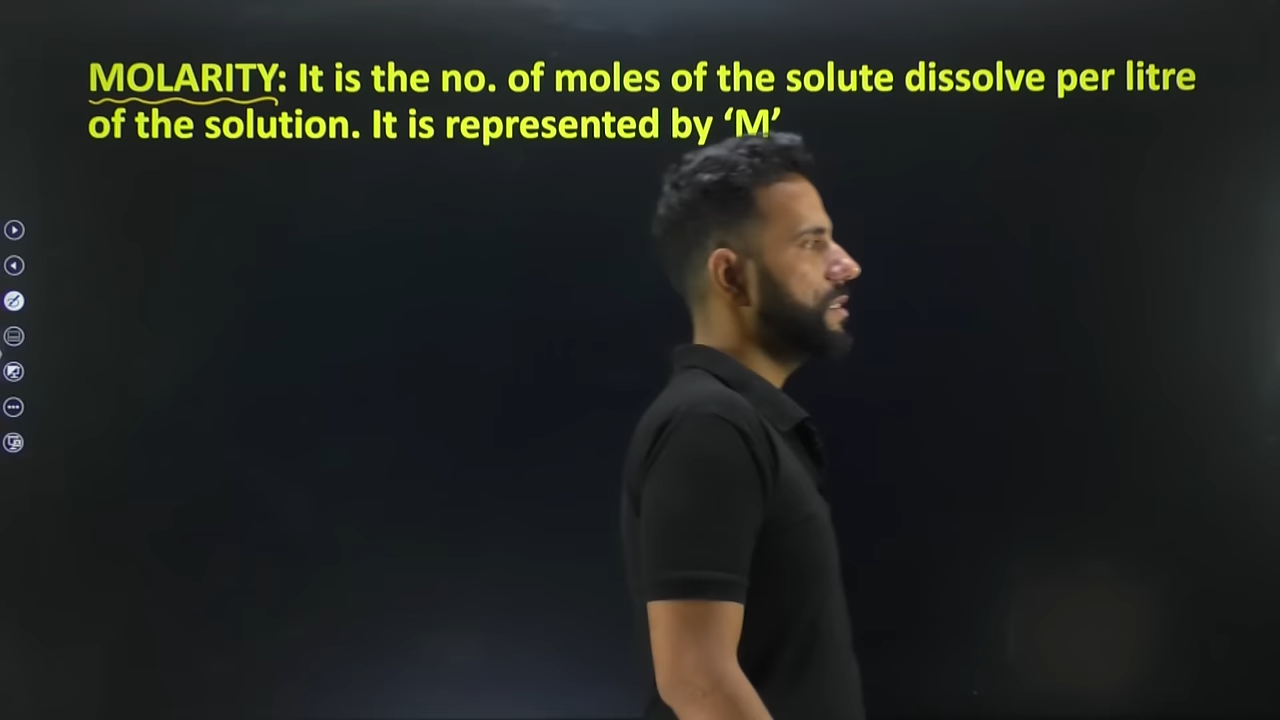 MOLARITY: It is the no. of moles of the solute dissolve per litre
of the solution. It is represented by ‘M’